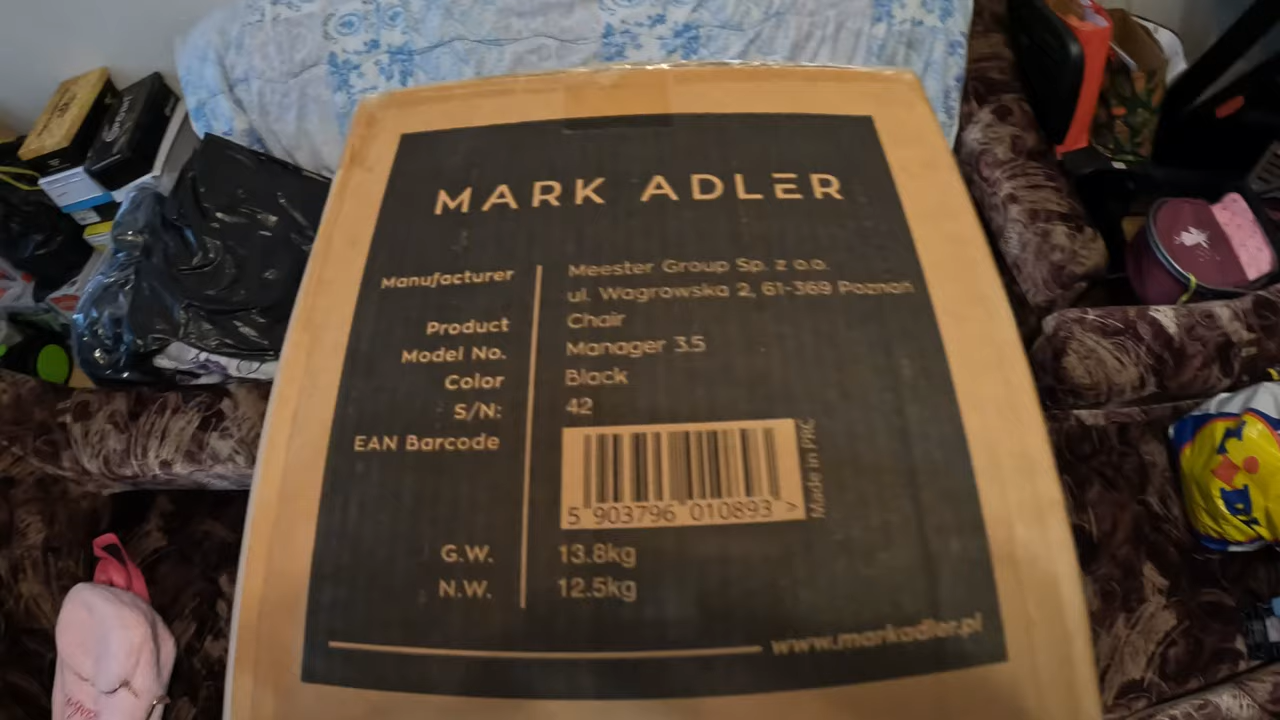 MARK ADLER
Manufacturer Meester Group Sp. z o.o.
ul. Wagrowska 2, 61-369 Poznań
Product Chair
Model No. Manager 3.5
Color Black
S/N: 42
EAN Barcode
5 903796 010893 >
Made in PRC
G.W. 13.8kg
N.W. 12.5kg
www.markadler.pl